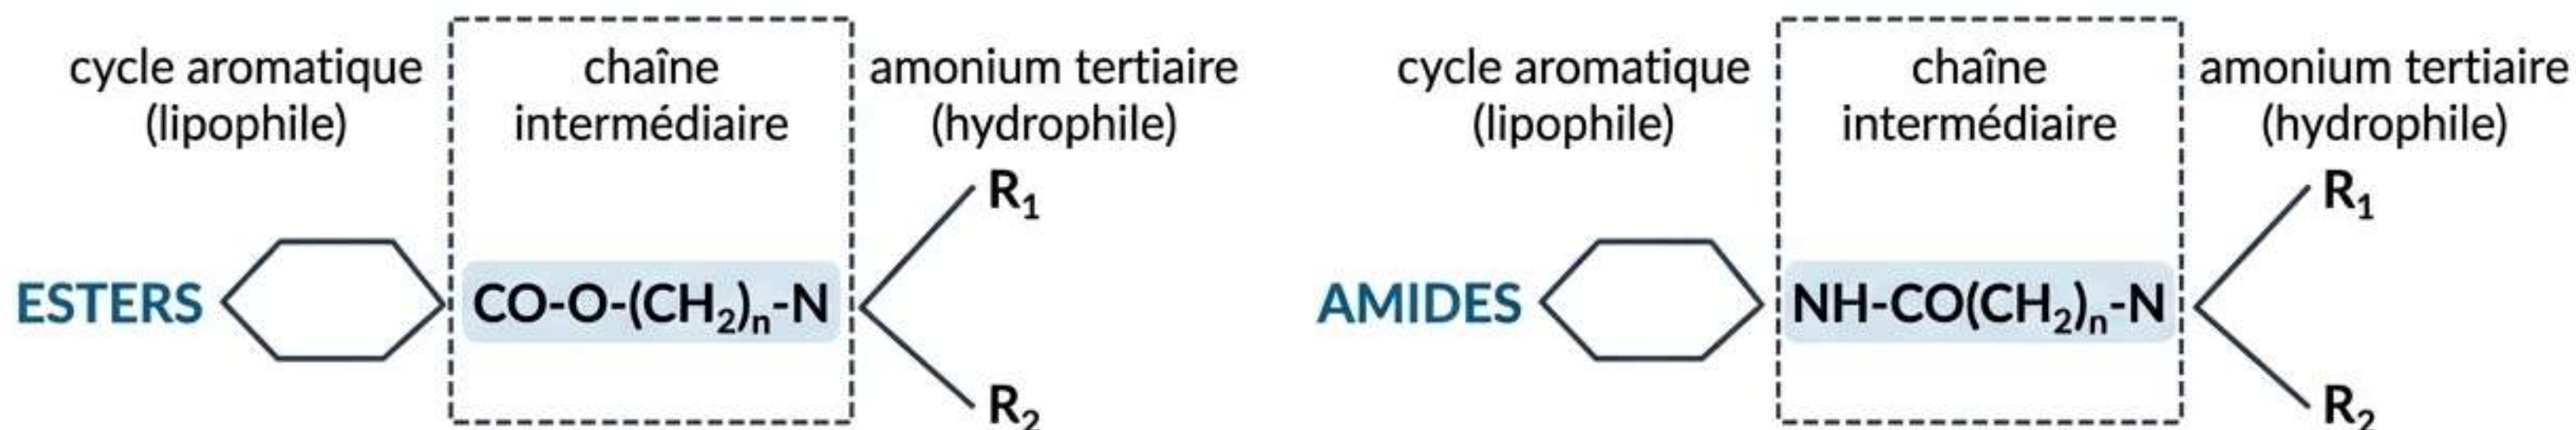 cycle aromatique
(lipophile)
chaîne
intermédiaire
amonium tertiaire
(hydrophile)
ESTERS
CO-O-(CH₂)ₙ-N
R₁
R₂
cycle aromatique
(lipophile)
chaîne
intermédiaire
amonium tertiaire
(hydrophile)
AMIDES
NH-CO(CH₂)ₙ-N
R₁
R₂